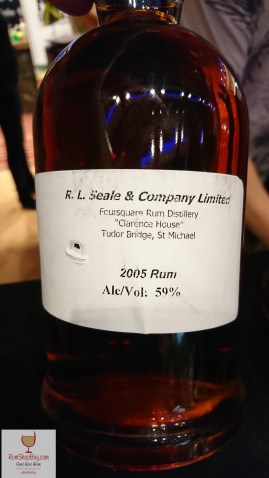 R. L. Seale & Company Limited
Foursquare Rum Distillery
"Clarence House"
Tudor Bridge, St Michael
2005 Rum
Alc/Vol: 59%
RumShopBoy.com